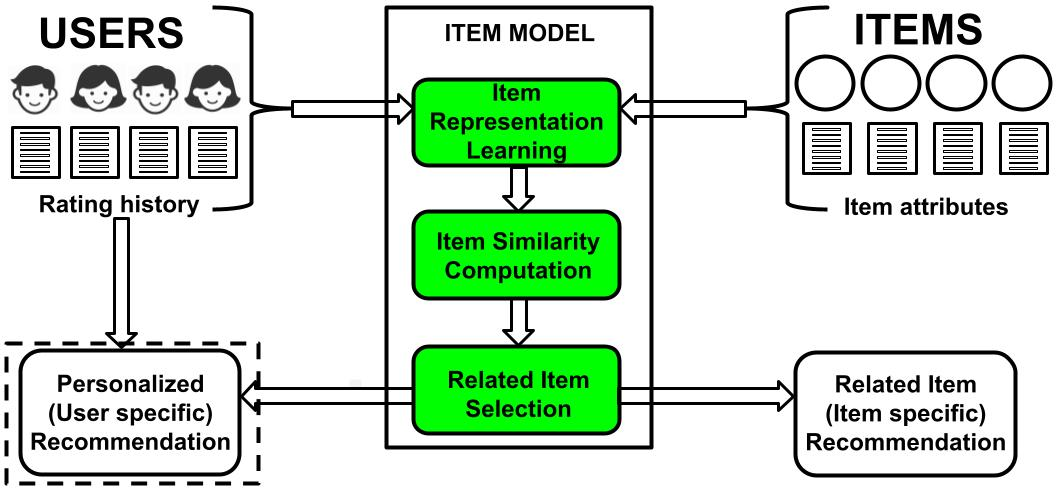 USERS
Rating history
ITEM MODEL
Item
Representation
Learning
Item Similarity
Computation
Related Item
Selection
ITEMS
Item attributes
Personalized
(User specific)
Recommendation
Related Item
(Item specific)
Recommendation